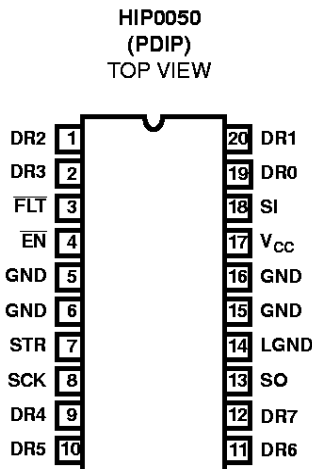 HIP0050
(PDIP)
TOP VIEW
DR2 1 20 DR1
DR3 2 19 DR0
FLT 3 18 SI
EN 4 17 VCC
GND 5 16 GND
GND 6 15 GND
STR 7 14 LGND
SCK 8 13 SO
DR4 9 12 DR7
DR5 10 11 DR6